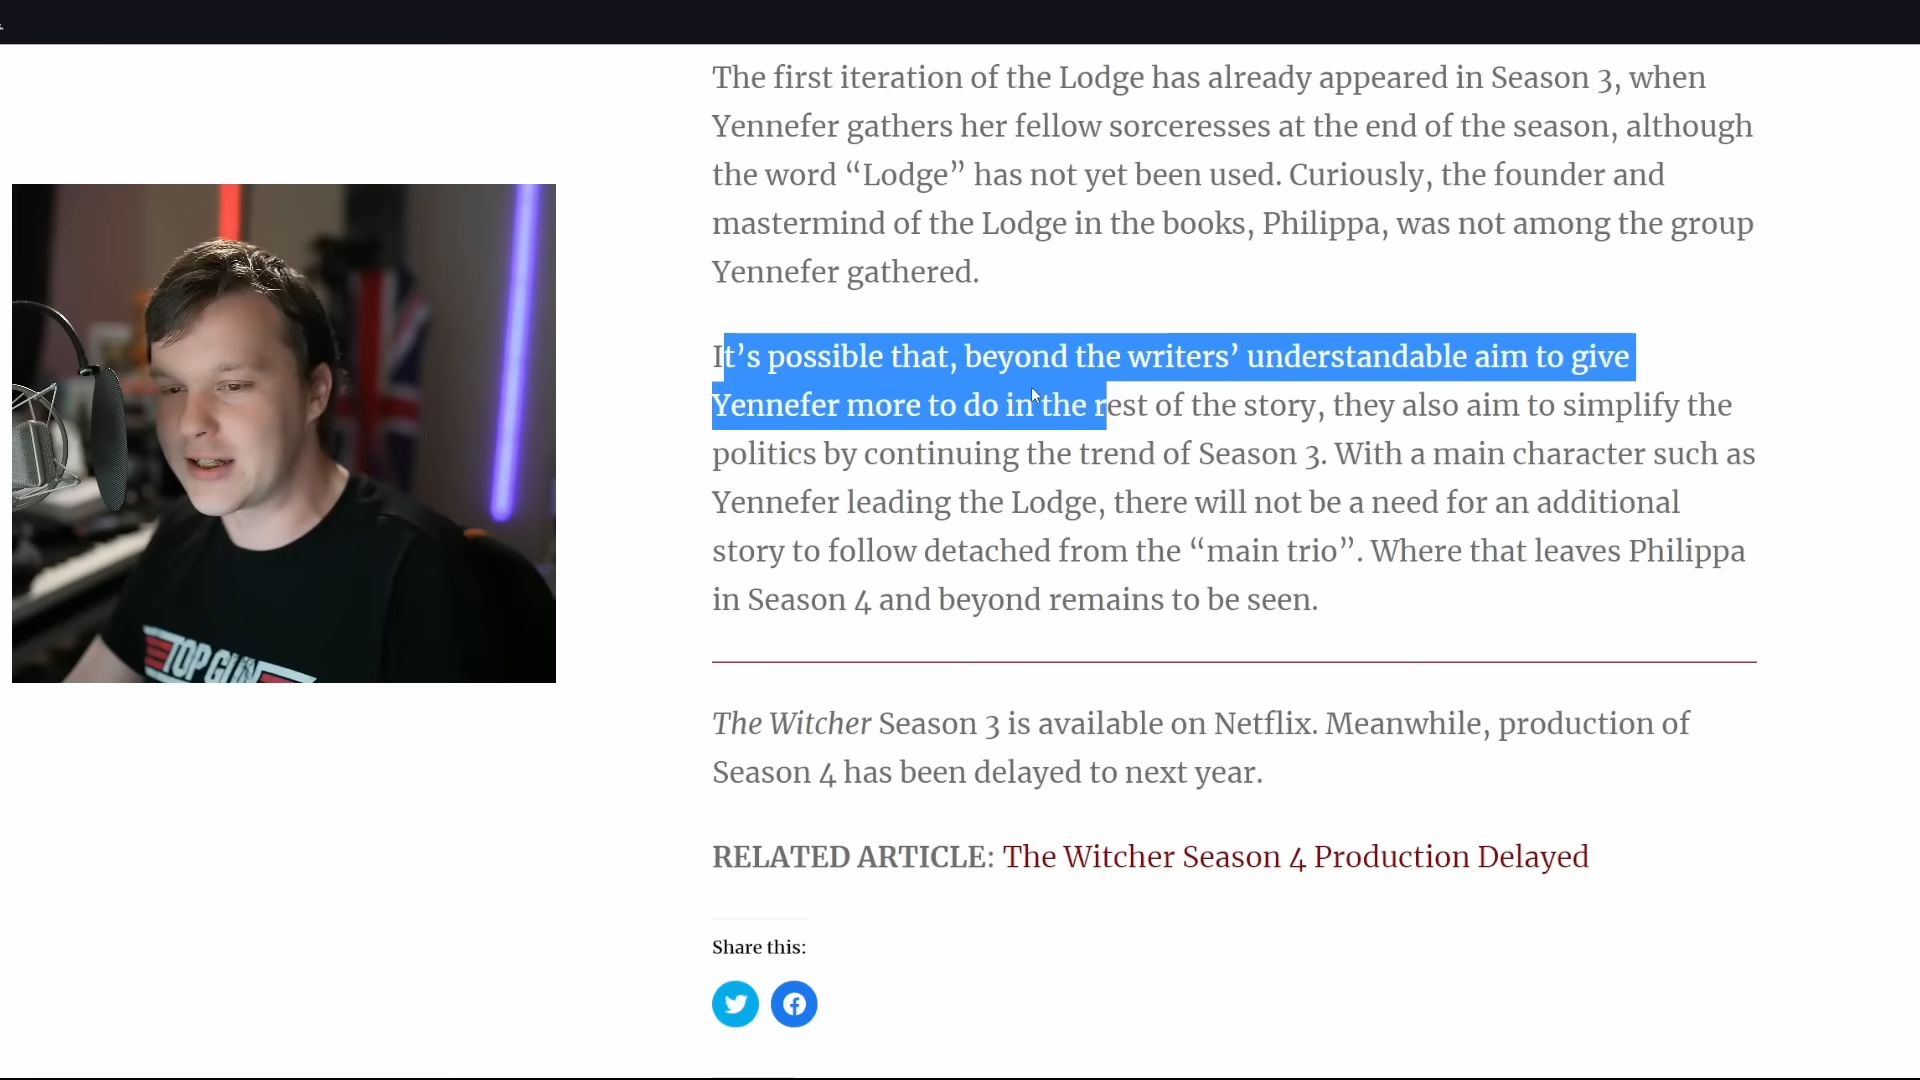 The first iteration of the Lodge has already appeared in Season 3, when
Yennefer gathers her fellow sorceresses at the end of the season, although
the word “Lodge” has not yet been used. Curiously, the founder and
mastermind of the Lodge in the books, Philippa, was not among the group
Yennefer gathered.
It’s possible that, beyond the writers’ understandable aim to give
Yennefer more to do in the rest of the story, they also aim to simplify the
politics by continuing the trend of Season 3. With a main character such as
Yennefer leading the Lodge, there will not be a need for an additional
story to follow detached from the “main trio”. Where that leaves Philippa
in Season 4 and beyond remains to be seen.
The Witcher Season 3 is available on Netflix. Meanwhile, production of
Season 4 has been delayed to next year.
RELATED ARTICLE: The Witcher Season 4 Production Delayed
Share this:
TOP GUN